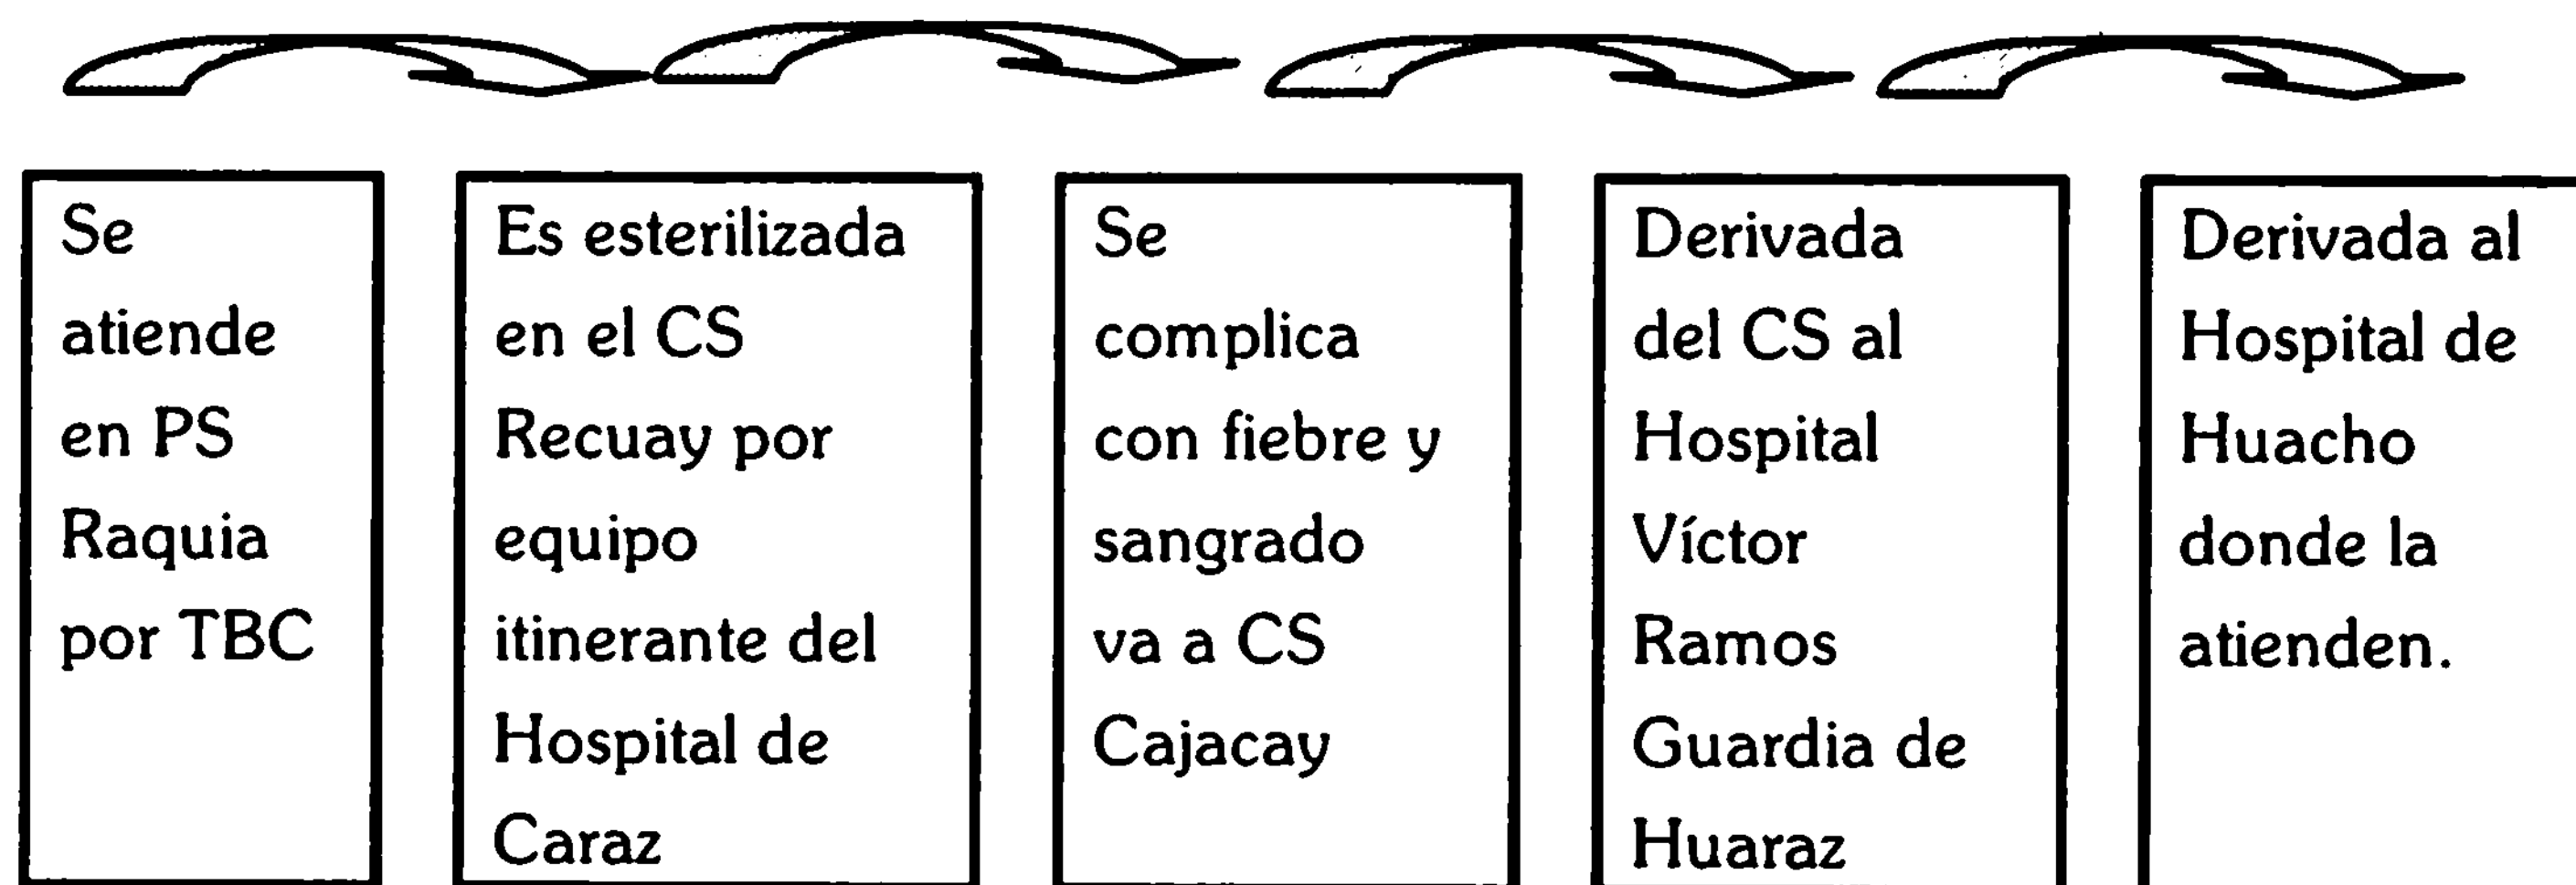 Se
atiende
en PS
Raquia
por TBC
Es esterilizada
en el CS
Recuay por
equipo
itinerante del
Hospital de
Caraz
Se
complica
con fiebre y
sangrado
va a CS
Cajacay
Derivada
del CS al
Hospital
Víctor
Ramos
Guardia de
Huaraz
Derivada al
Hospital de
Huacho
donde la
atienden.